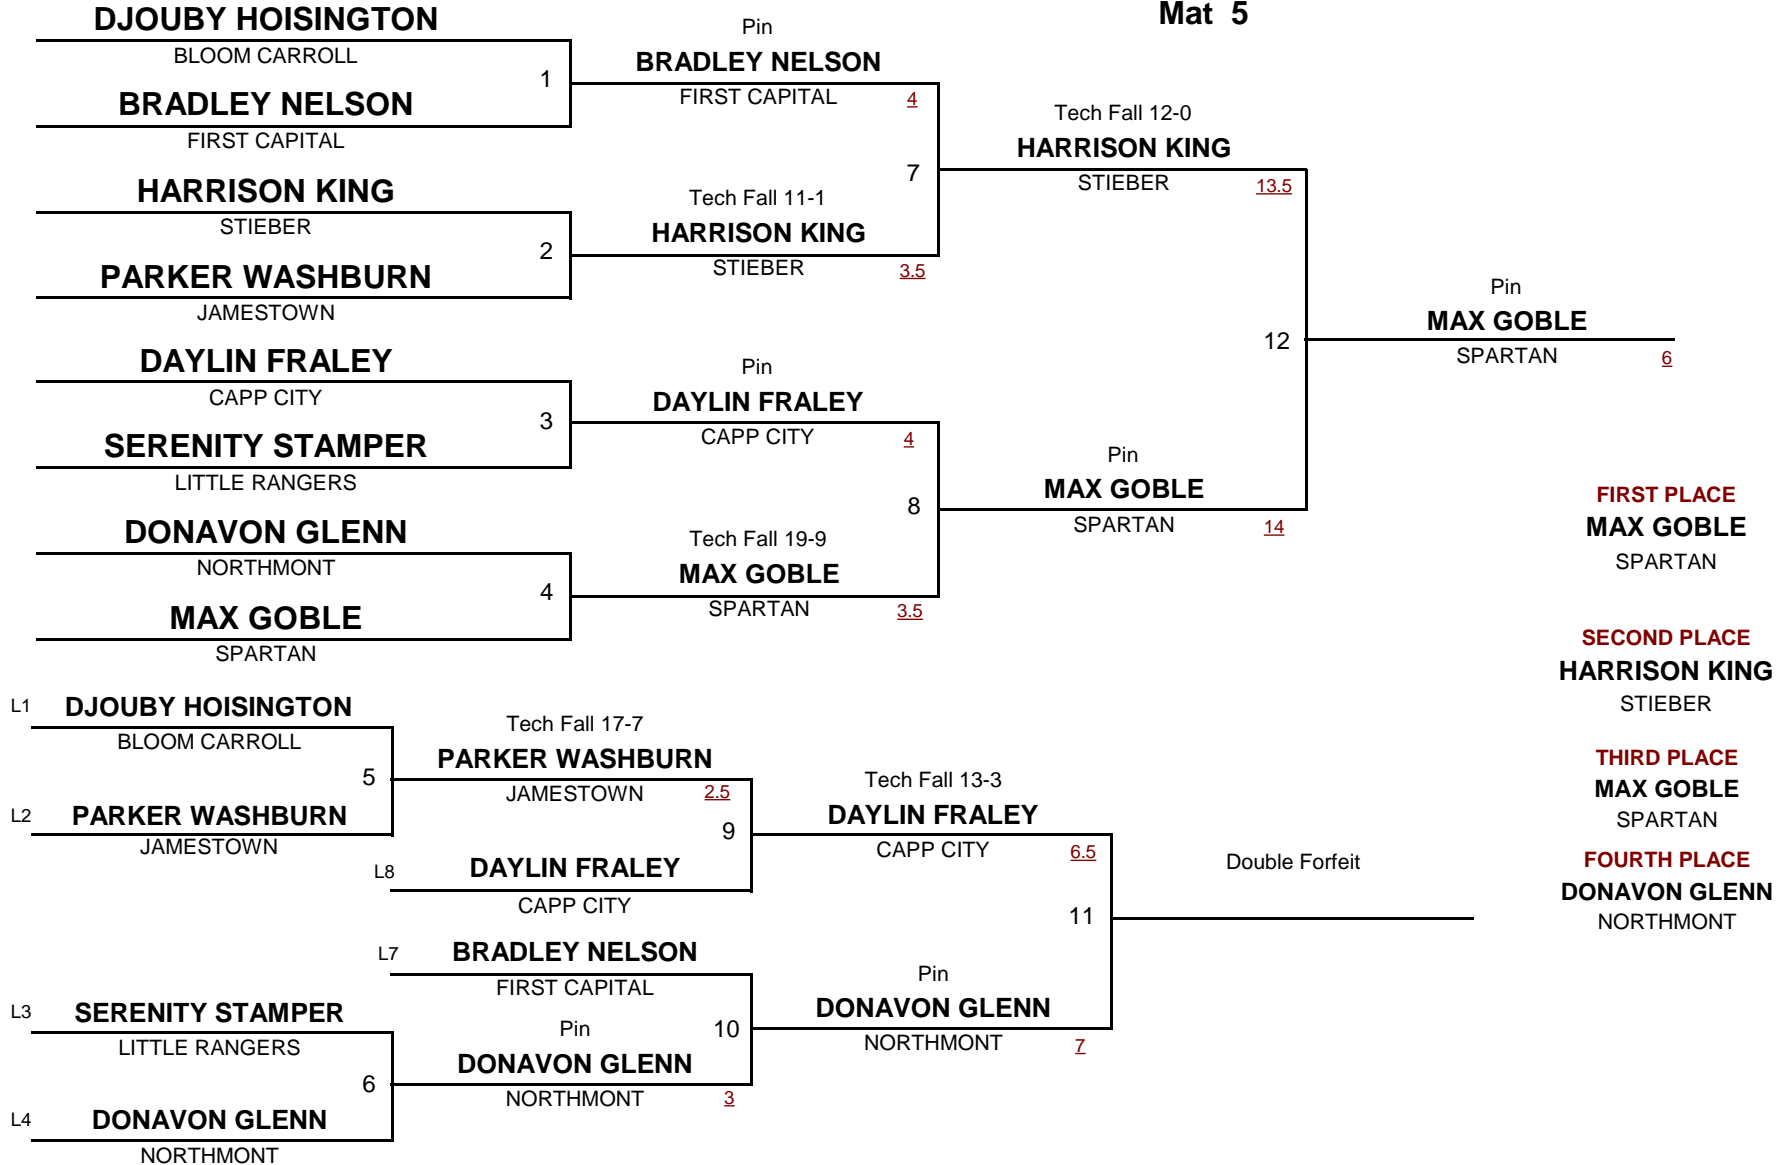 Mat 5
DJOUBY HOISINGTON
BLOOM CARROLL
1
BRADLEY NELSON
FIRST CAPITAL
HARRISON KING
STIEBER
2
PARKER WASHBURN
JAMESTOWN
DAYLIN FRALEY
CAPP CITY
3
SERENITY STAMPER
LITTLE RANGERS
DONAVON GLENN
NORTHMONT
4
MAX GOBLE
SPARTAN
Pin
BRADLEY NELSON
FIRST CAPITAL 4
7
Tech Fall 11-1
HARRISON KING
STIEBER 3.5
Pin
DAYLIN FRALEY
CAPP CITY 4
8
Tech Fall 19-9
MAX GOBLE
SPARTAN 3.5
Tech Fall 12-0
HARRISON KING
STIEBER 13.5
12
Pin
MAX GOBLE
SPARTAN 14
Pin
MAX GOBLE
SPARTAN 6
FIRST PLACE
MAX GOBLE
SPARTAN
SECOND PLACE
HARRISON KING
STIEBER
THIRD PLACE
MAX GOBLE
SPARTAN
FOURTH PLACE
DONAVON GLENN
NORTHMONT
L1 DJOUBY HOISINGTON
BLOOM CARROLL
5
L2 PARKER WASHBURN
JAMESTOWN
Tech Fall 17-7
PARKER WASHBURN
JAMESTOWN 2.5
9
L8 DAYLIN FRALEY
CAPP CITY
L7 BRADLEY NELSON
FIRST CAPITAL
L3 SERENITY STAMPER
LITTLE RANGERS
6
L4 DONAVON GLENN
NORTHMONT
Pin 10
DONAVON GLENN
NORTHMONT 3
Tech Fall 13-3
DAYLIN FRALEY
CAPP CITY 6.5
11
Pin
DONAVON GLENN
NORTHMONT 7
Double Forfeit